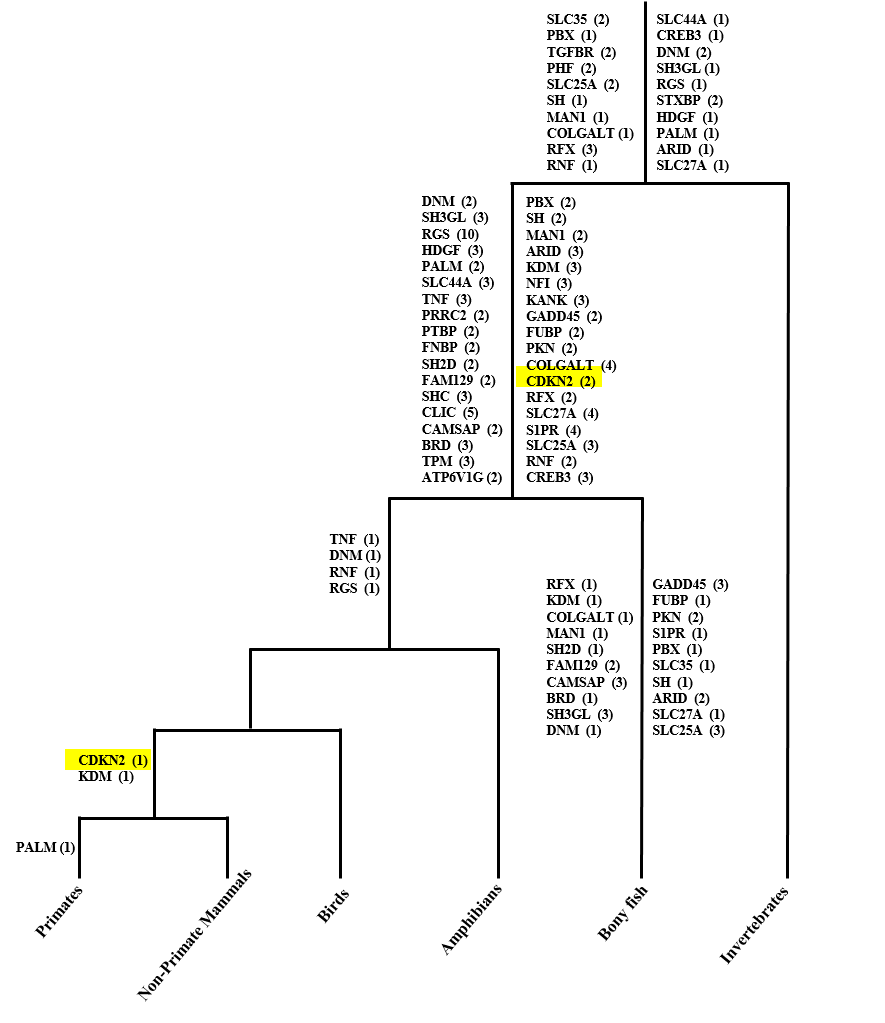 SLC35 (2)
PBX (1)
TGFBR (2)
PHF (2)
SLC25A (2)
SH (1)
MAN1 (1)
COLGALT (1)
RFX (3)
RNF (1)
SLC44A (1)
CREB3 (1)
DNM (2)
SH3GL (1)
RGS (1)
STXBP (2)
HDGF (1)
PALM (1)
ARID (1)
SLC27A (1)
DNM (2)
SH3GL (3)
RGS (10)
HDGF (3)
PALM (2)
SLC44A (3)
TNF (3)
PRRC2 (2)
PTBP (2)
FNBP (2)
SH2D (2)
FAM129 (2)
SHC (3)
CLIC (5)
CAMSAP (2)
BRD (3)
TPM (3)
ATP6V1G (2)
PBX (2)
SH (2)
MAN1 (2)
ARID (3)
KDM (3)
NFI (3)
KANK (3)
GADD45 (2)
FUBP (2)
PKN (2)
COLGALT (4)
CDKN2 (2)
RFX (2)
SLC27A (4)
S1PR (4)
SLC25A (3)
RNF (2)
CREB3 (3)
TNF (1)
DNM (1)
RNF (1)
RGS (1)
RFX (1)
KDM (1)
COLGALT (1)
MAN1 (1)
SH2D (1)
FAM129 (2)
CAMSAP (3)
BRD (1)
SH3GL (3)
DNM (1)
GADD45 (3)
FUBP (1)
PKN (2)
S1PR (1)
PBX (1)
SLC35 (1)
SH (1)
ARID (2)
SLC27A (1)
SLC25A (3)
CDKN2 (1)
KDM (1)
PALM (1)
Primates
Non-Primate Mammals
Birds
Amphibians
Bony fish
Invertebrates